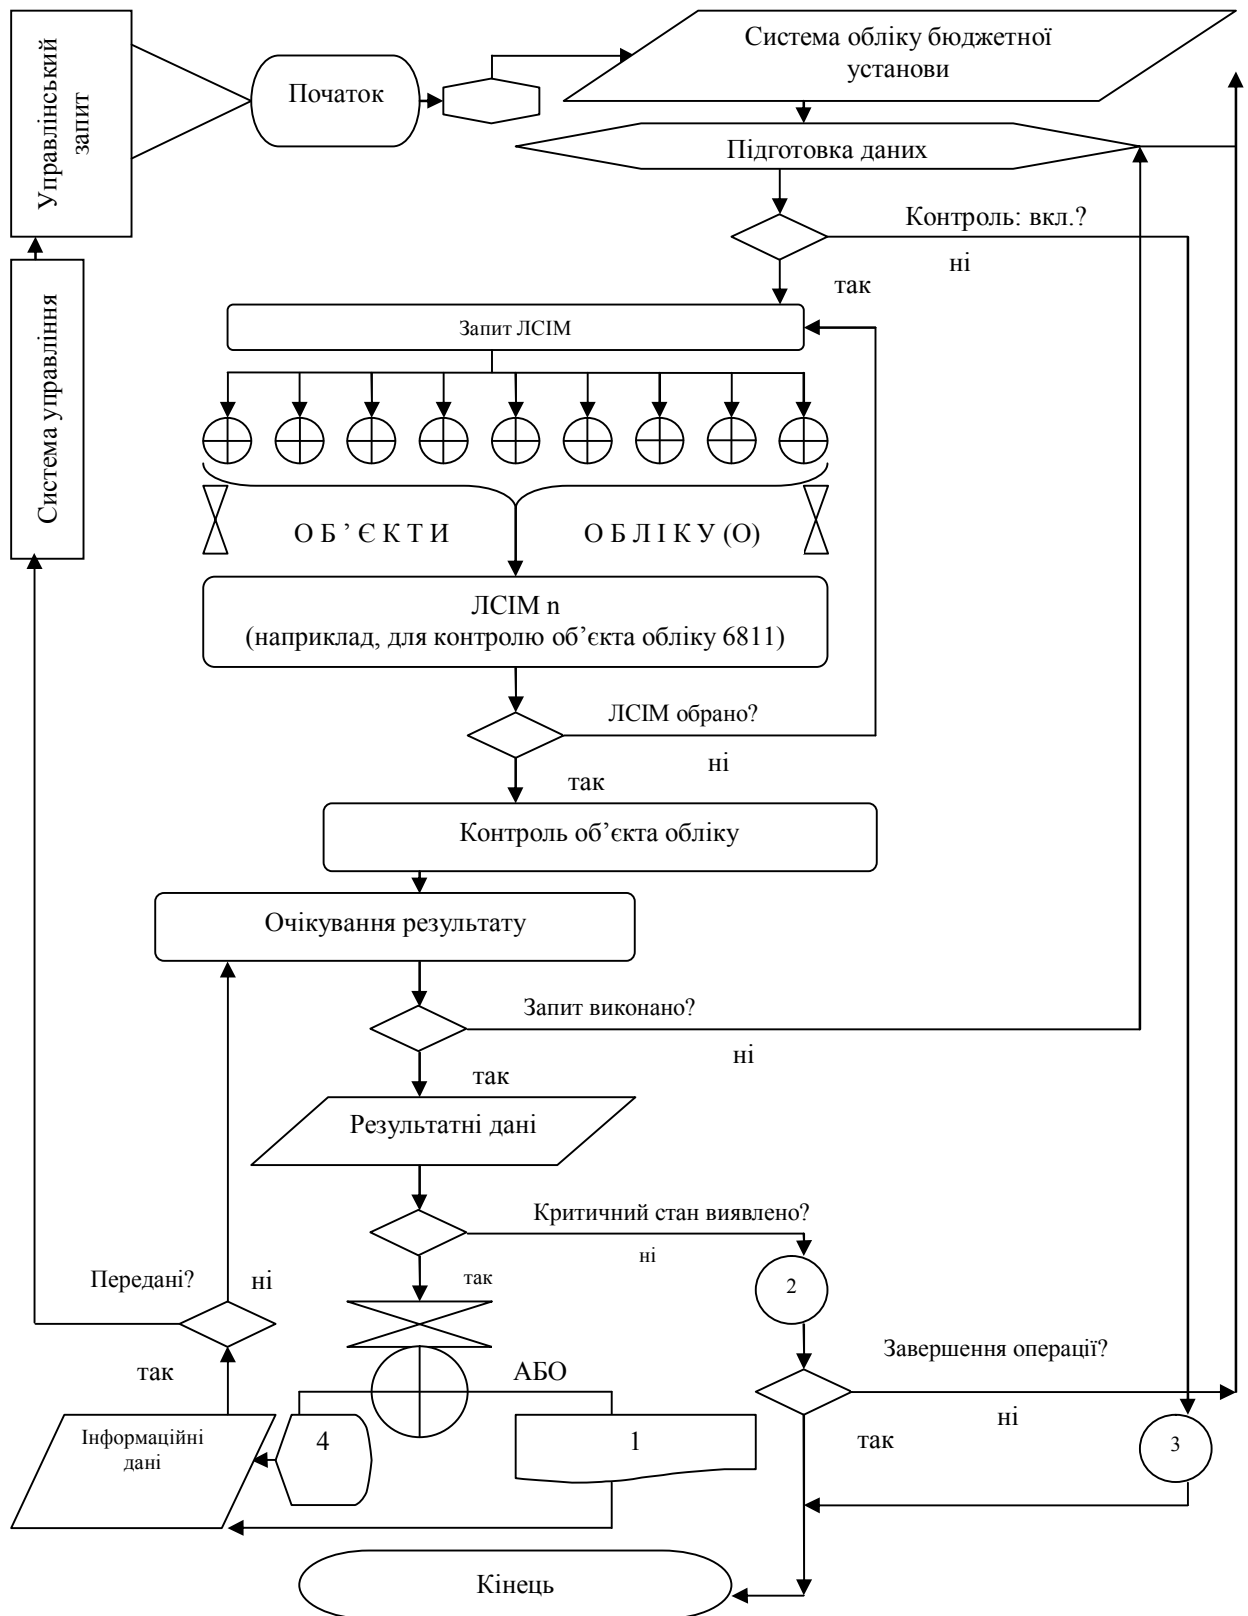 Управлінський
запит
Початок
Система обліку бюджетної
установи
Підготовка даних
Контроль: вкл.?
ні
так
Система управління
Запит ЛСІМ
О Б ’ Є К Т И
О Б Л І К У (О)
ЛСІМ n
(наприклад, для контролю об’єкта обліку 6811)
ЛСІМ обрано?
ні
так
Контроль об’єкта обліку
Очікування результату
Запит виконано?
ні
так
Результатні дані
Критичний стан виявлено?
ні
так
2
Передані?
ні
так
Завершення операції?
ні
так
АБО
Інформаційні
дані
4
1
3
Кінець